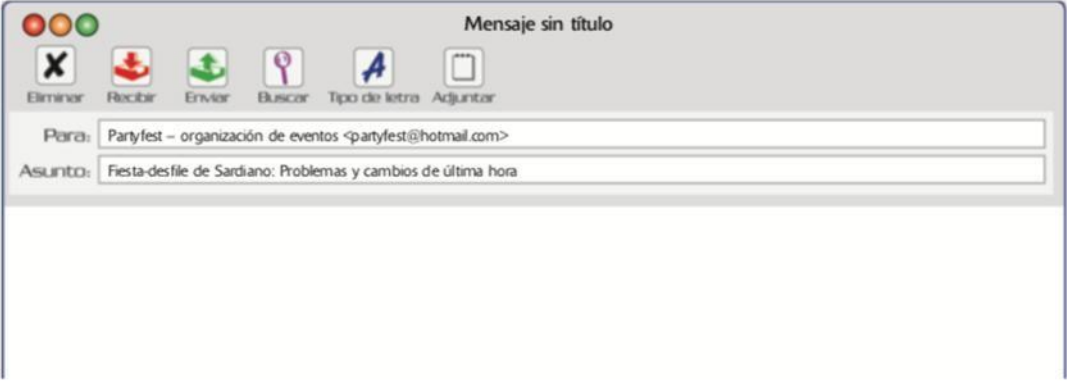 Mensaje sin título
Eliminar Recibir Enviar Buscar Tipo de letra Adjuntar
Para: Partyfest – organización de eventos <partyfest@hotmail.com>
Asunto: Fiesta-desfile de Sardiano: Problemas y cambios de última hora